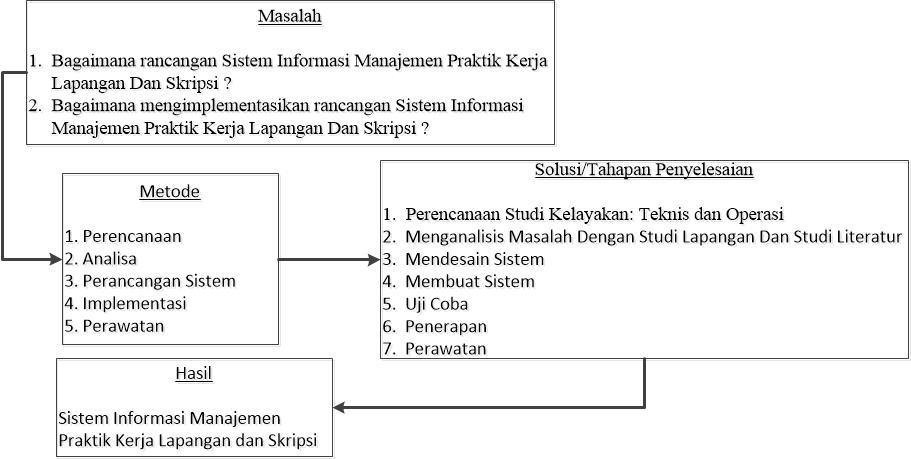 Masalah
1. Bagaimana rancangan Sistem Informasi Manajemen Praktik Kerja
Lapangan Dan Skripsi ?
2. Bagaimana mengimplementasikan rancangan Sistem Informasi
Manajemen Praktik Kerja Lapangan Dan Skripsi ?
Metode
1. Perencanaan
2. Analisa
3. Perancangan Sistem
4. Implementasi
5. Perawatan
Solusi/Tahapan Penyelesaian
1. Perencanaan Studi Kelayakan: Teknis dan Operasi
2. Menganalisis Masalah Dengan Studi Lapangan Dan Studi Literatur
3. Mendesain Sistem
4. Membuat Sistem
5. Uji Coba
6. Penerapan
7. Perawatan
Hasil
Sistem Informasi Manajemen
Praktik Kerja Lapangan dan Skripsi